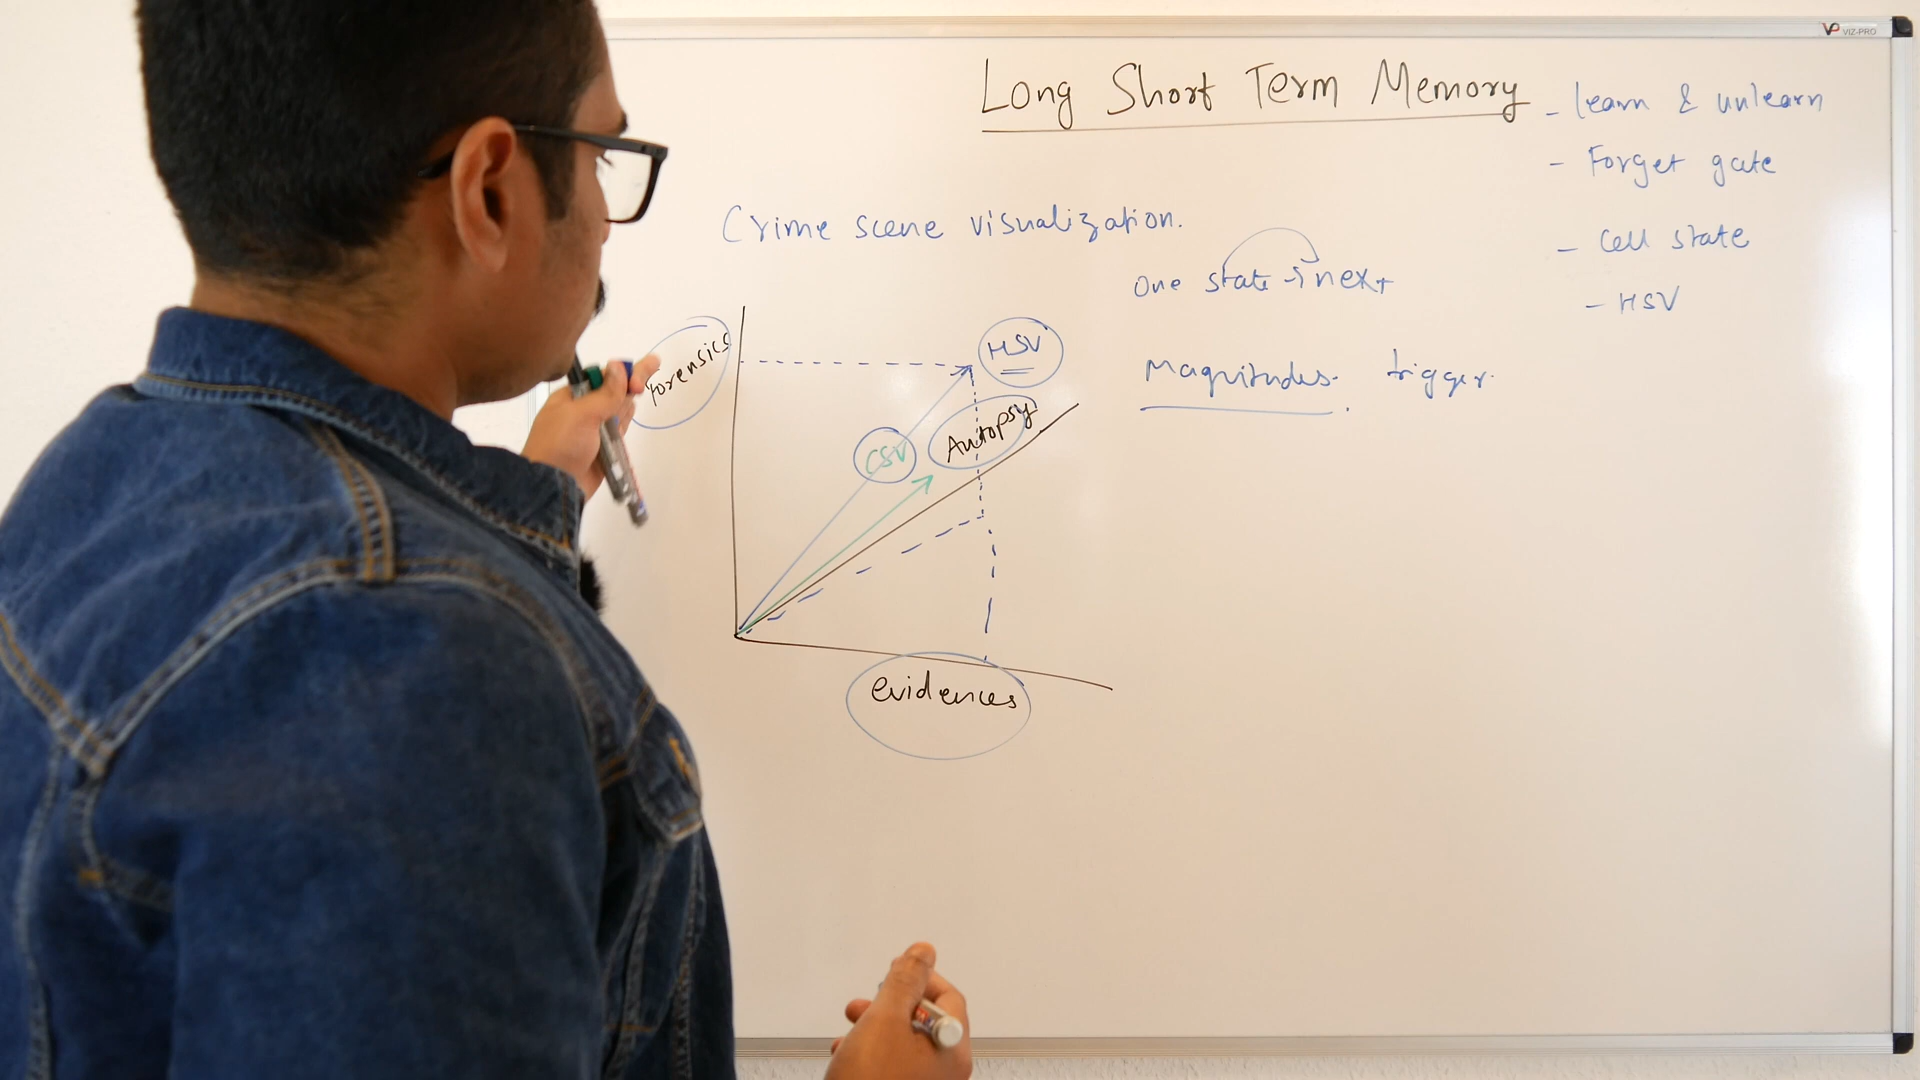 VIZ-PRO
Long Short Term Memory
- learn & unlearn
- Forget gate
- Cell state
- HSV
Crime scene visualization.
One state → next
Magnitudes. trigger.
Forensics
HSV
CSV
Autopsy
evidences